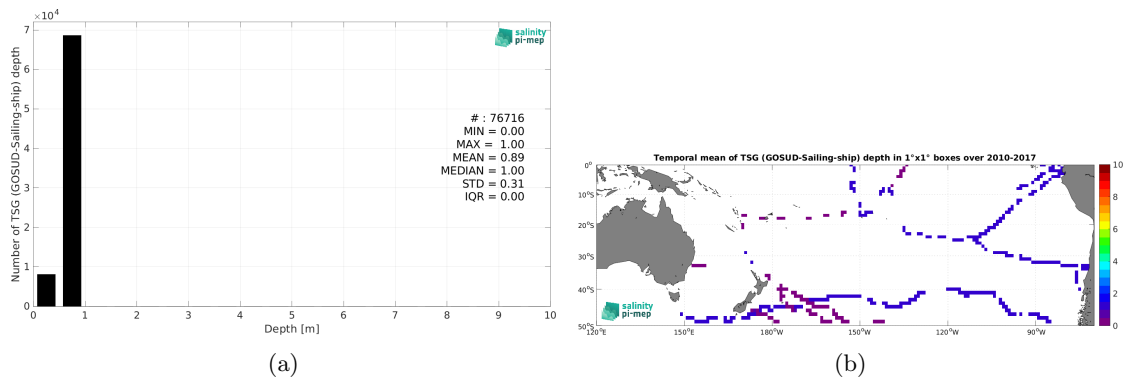 ×10⁴
7
6
5
4
3
2
1
0
Number of TSG (GOSUD-Sailing-ship) depth
salinity
pi-mep
# : 76716
MIN = 0.00
MAX = 1.00
MEAN = 0.89
MEDIAN = 1.00
STD = 0.31
IQR = 0.00
0 1 2 3 4 5 6 7 8 9 10
Depth [m]
(a)
Temporal mean of TSG (GOSUD-Sailing-ship) depth in 1°x1° boxes over 2010-2017
0°
10°S
20°S
30°S
40°S
50°S
salinity
pi-mep
120°E 150°E 180°W 150°W 120°W 90°W
10
8
6
4
2
0
(b)